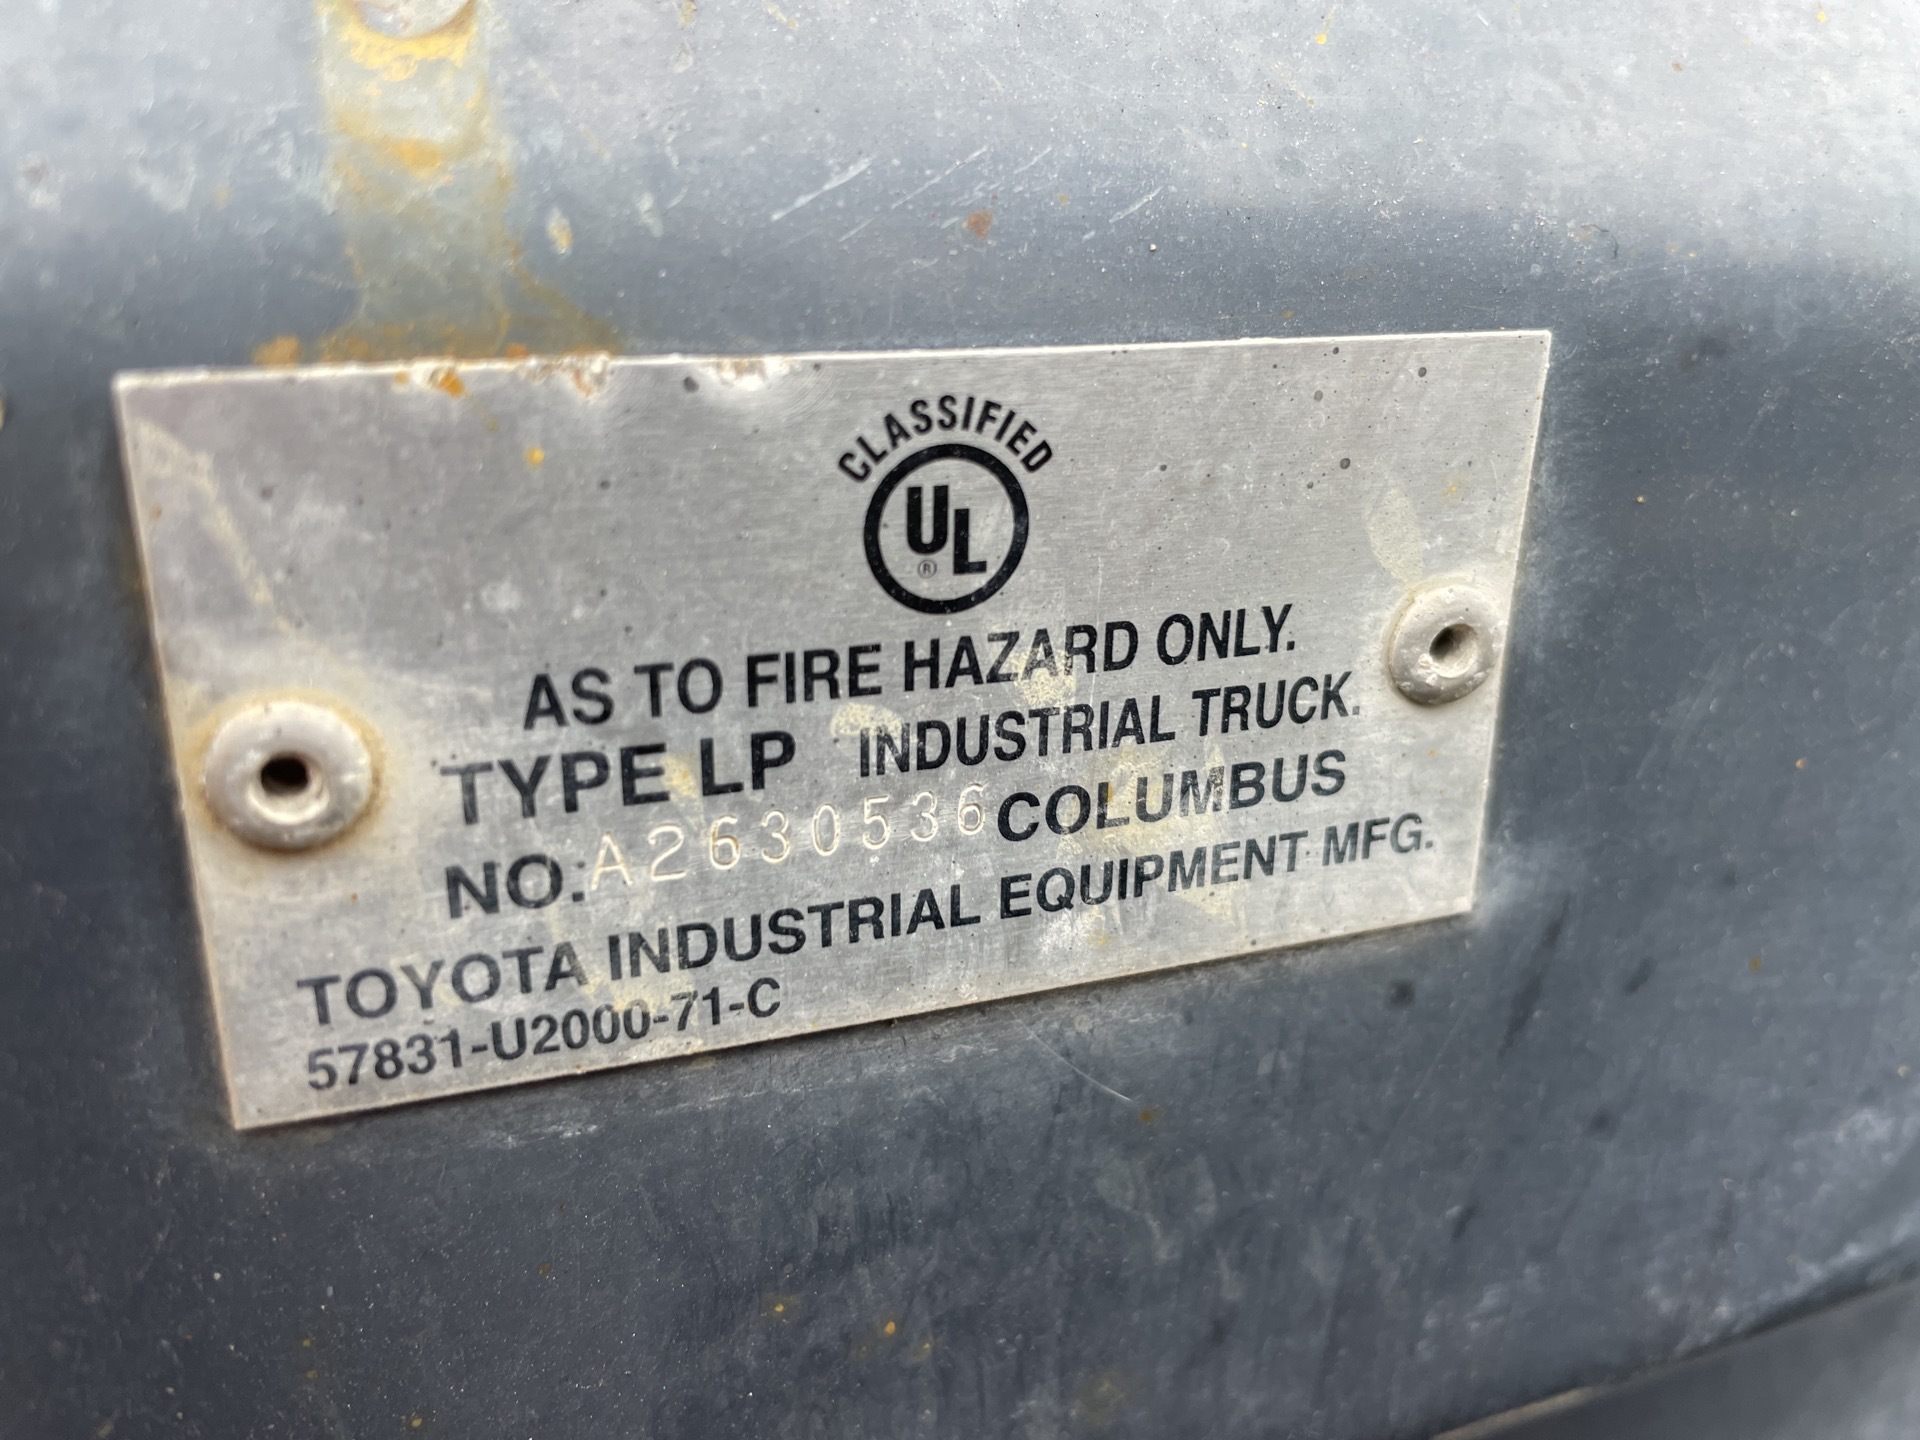 CLASSIFIED
UL
®
AS TO FIRE HAZARD ONLY.
TYPE LP INDUSTRIAL TRUCK.
NO: A2630536 COLUMBUS
TOYOTA INDUSTRIAL EQUIPMENT MFG.
57831-U2000-71-C